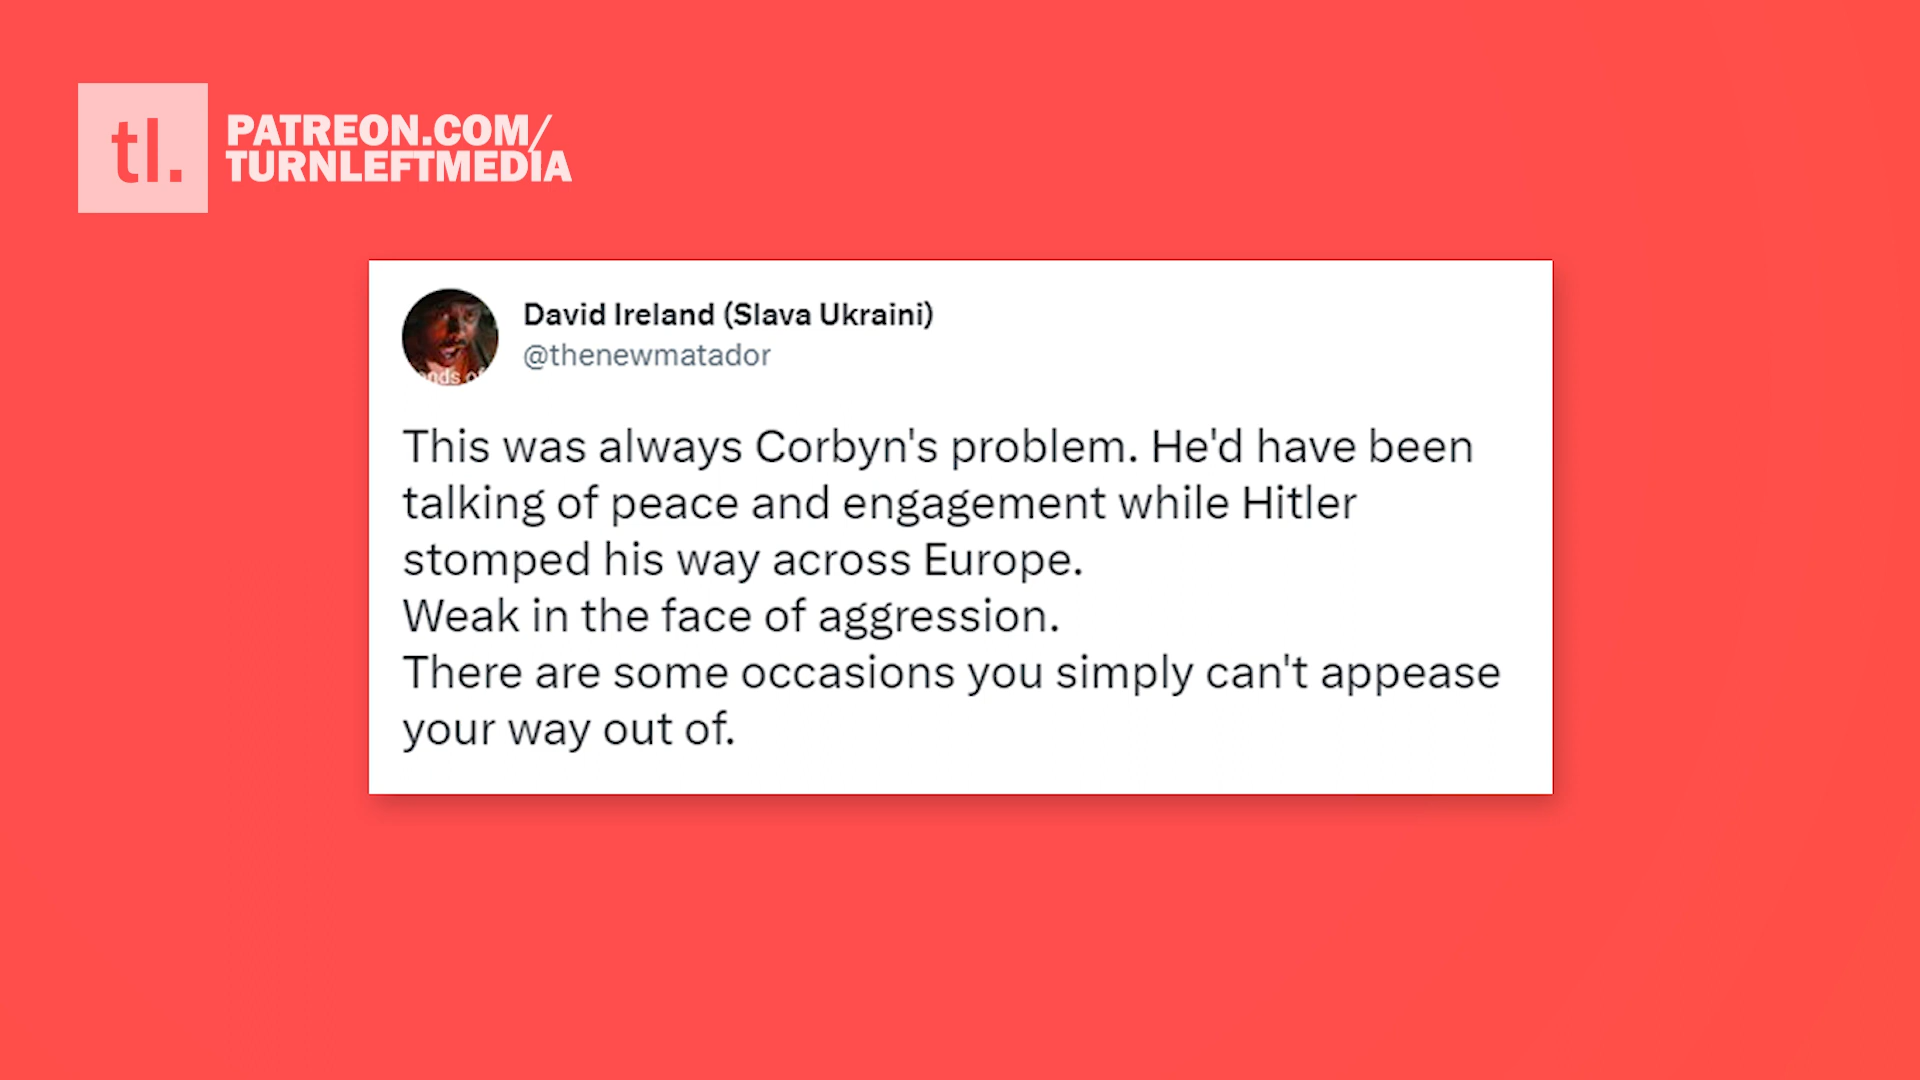 tl.
PATREON.COM/
TURNLEFTMEDIA
David Ireland (Slava Ukraini)
@thenewmatador
nds of
This was always Corbyn's problem. He'd have been
talking of peace and engagement while Hitler
stomped his way across Europe.
Weak in the face of aggression.
There are some occasions you simply can't appease
your way out of.